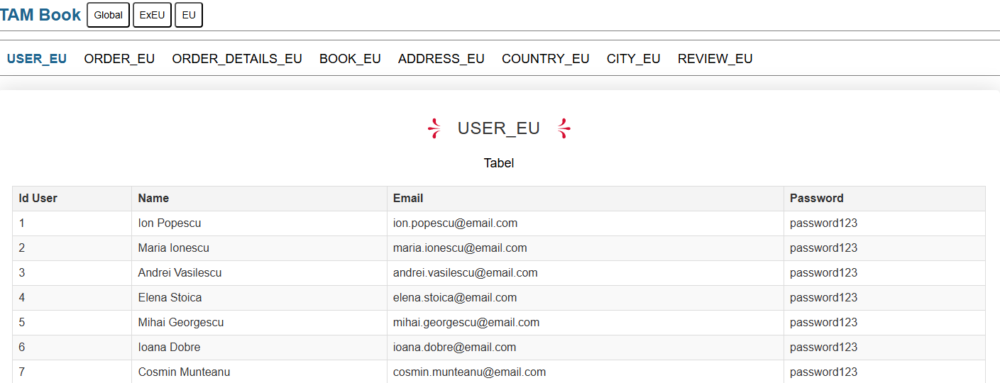 TAM Book Global ExEU EU
USER_EU ORDER_EU ORDER_DETAILS_EU BOOK_EU ADDRESS_EU COUNTRY_EU CITY_EU REVIEW_EU
USER_EU
Tabel
Id User Name Email Password
1 Ion Popescu ion.popescu@email.com password123
2 Maria Ionescu maria.ionescu@email.com password123
3 Andrei Vasilescu andrei.vasilescu@email.com password123
4 Elena Stoica elena.stoica@email.com password123
5 Mihai Georgescu mihai.georgescu@email.com password123
6 Ioana Dobre ioana.dobre@email.com password123
7 Cosmin Munteanu cosmin.munteanu@email.com password123